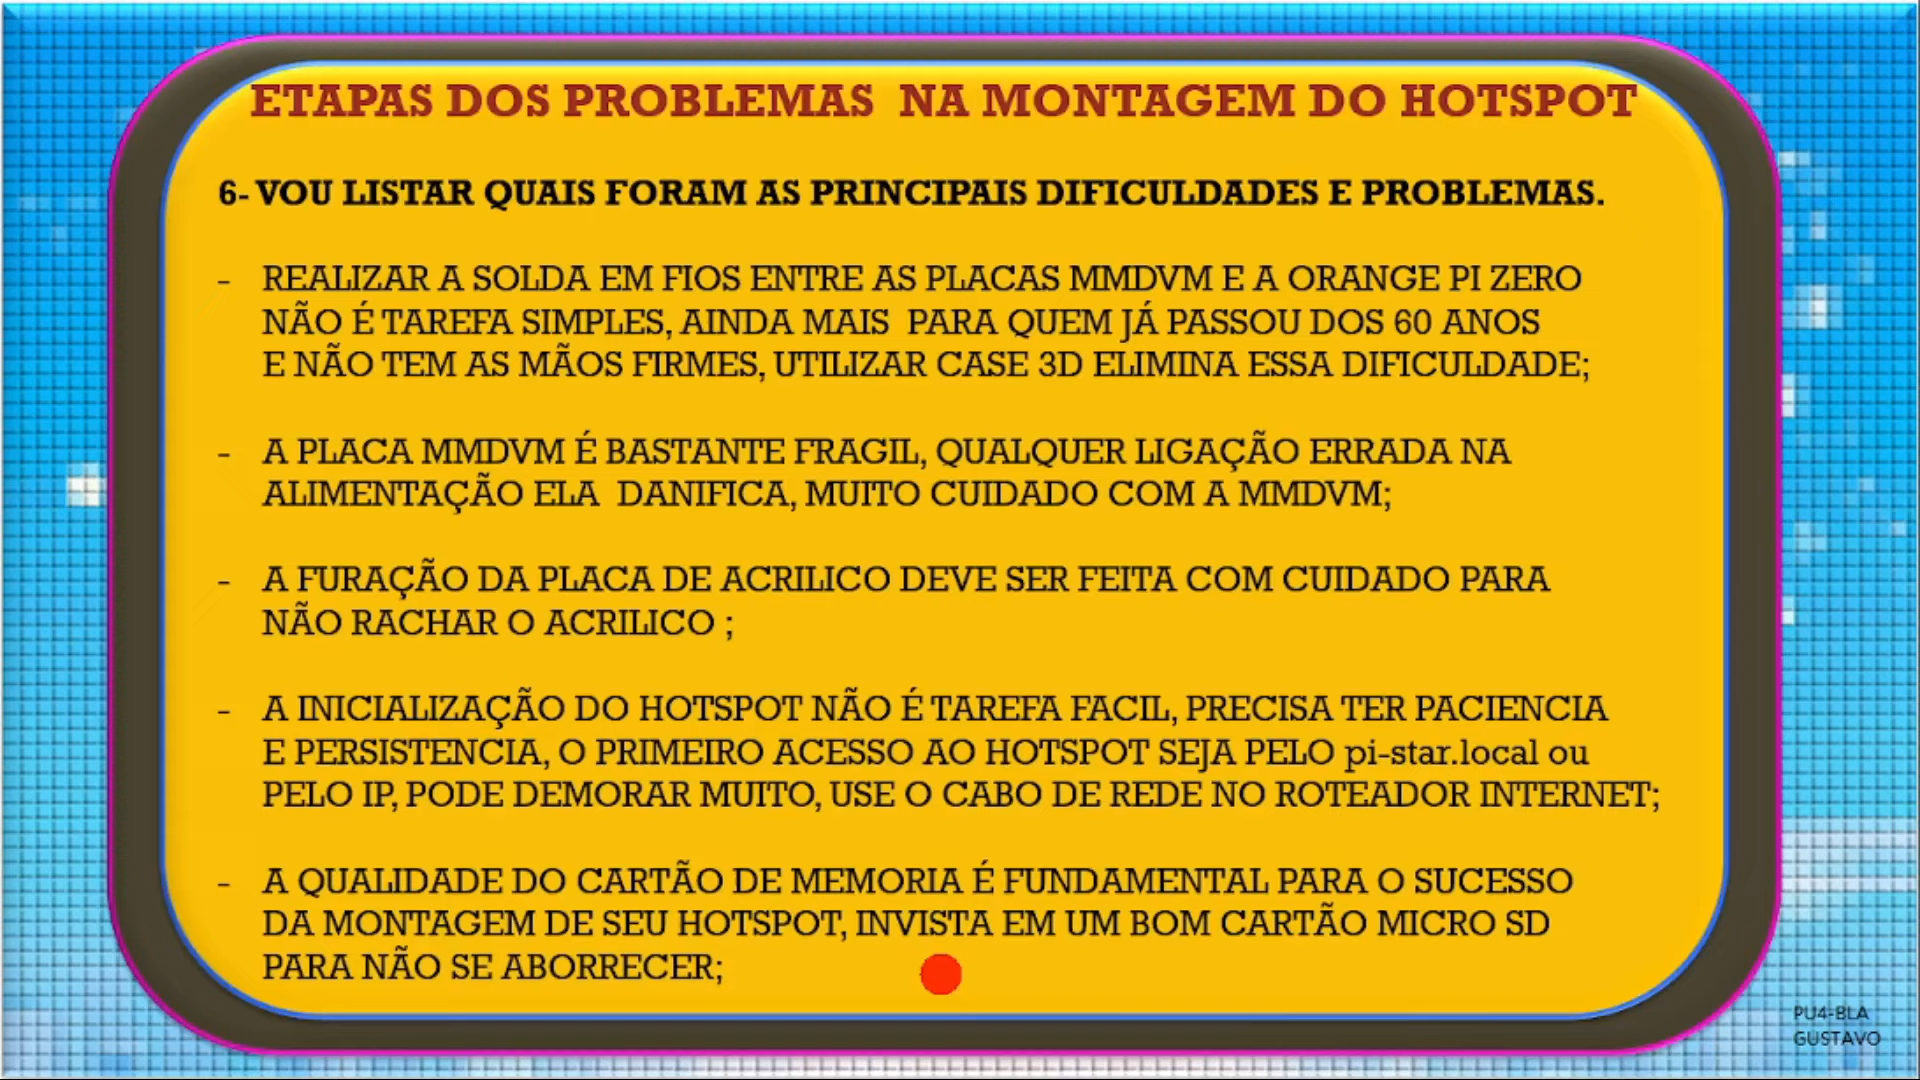 ETAPAS DOS PROBLEMAS NA MONTAGEM DO HOTSPOT
6- VOU LISTAR QUAIS FORAM AS PRINCIPAIS DIFICULDADES E PROBLEMAS.
- REALIZAR A SOLDA EM FIOS ENTRE AS PLACAS MMDVM E A ORANGE PI ZERO
NÃO É TAREFA SIMPLES, AINDA MAIS PARA QUEM JÁ PASSOU DOS 60 ANOS
E NÃO TEM AS MÃOS FIRMES, UTILIZAR CASE 3D ELIMINA ESSA DIFICULDADE;
- A PLACA MMDVM É BASTANTE FRAGIL, QUALQUER LIGAÇÃO ERRADA NA
ALIMENTAÇÃO ELA DANIFICA, MUITO CUIDADO COM A MMDVM;
- A FURAÇÃO DA PLACA DE ACRILICO DEVE SER FEITA COM CUIDADO PARA
NÃO RACHAR O ACRILICO ;
- A INICIALIZAÇÃO DO HOTSPOT NÃO É TAREFA FACIL, PRECISA TER PACIENCIA
E PERSISTENCIA, O PRIMEIRO ACESSO AO HOTSPOT SEJA PELO pi-star.local ou
PELO IP, PODE DEMORAR MUITO, USE O CABO DE REDE NO ROTEADOR INTERNET;
- A QUALIDADE DO CARTÃO DE MEMORIA É FUNDAMENTAL PARA O SUCESSO
DA MONTAGEM DE SEU HOTSPOT, INVISTA EM UM BOM CARTÃO MICRO SD
PARA NÃO SE ABORRECER;
PU4-BLA
GUSTAVO